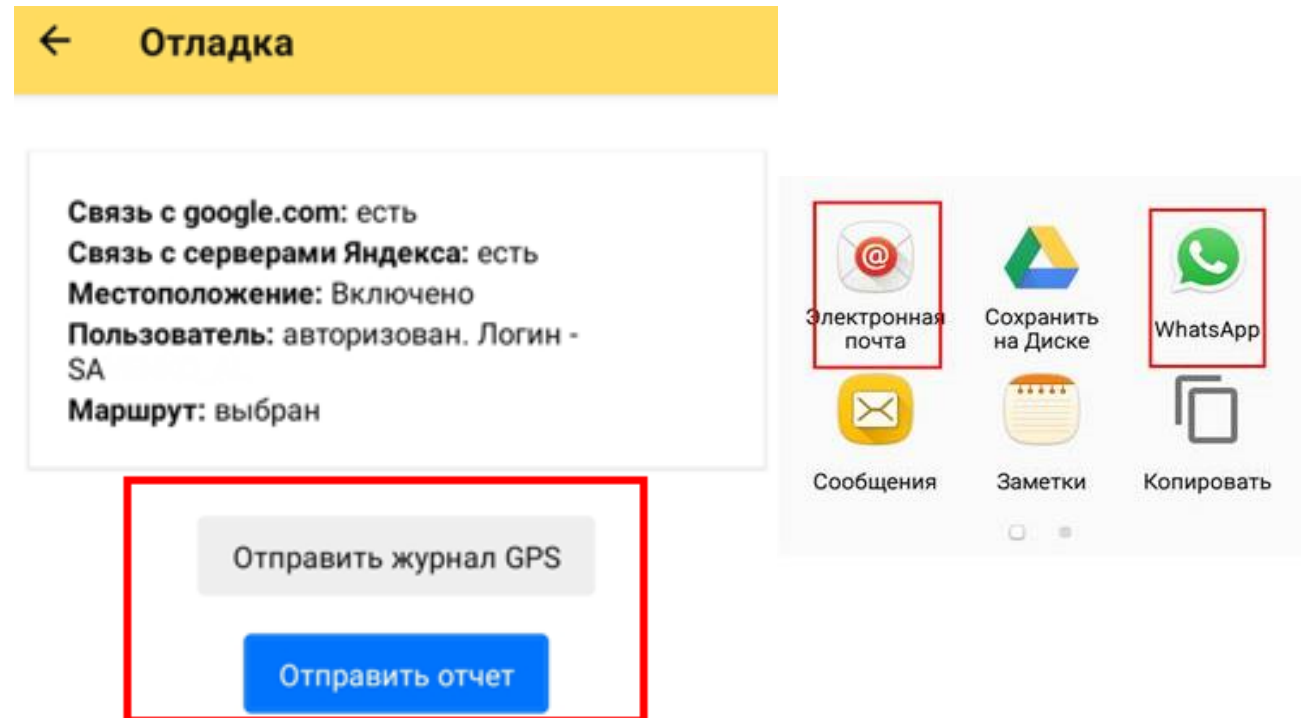 Отладка
Связь с google.com: есть
Связь с серверами Яндекса: есть
Местоположение: Включено
Пользователь: авторизован. Логин -
SA
Маршрут: выбран
Отправить журнал GPS
Отправить отчет
@
Электронная
почта
Сохранить
на Диске
WhatsApp
Сообщения
Заметки
Копировать